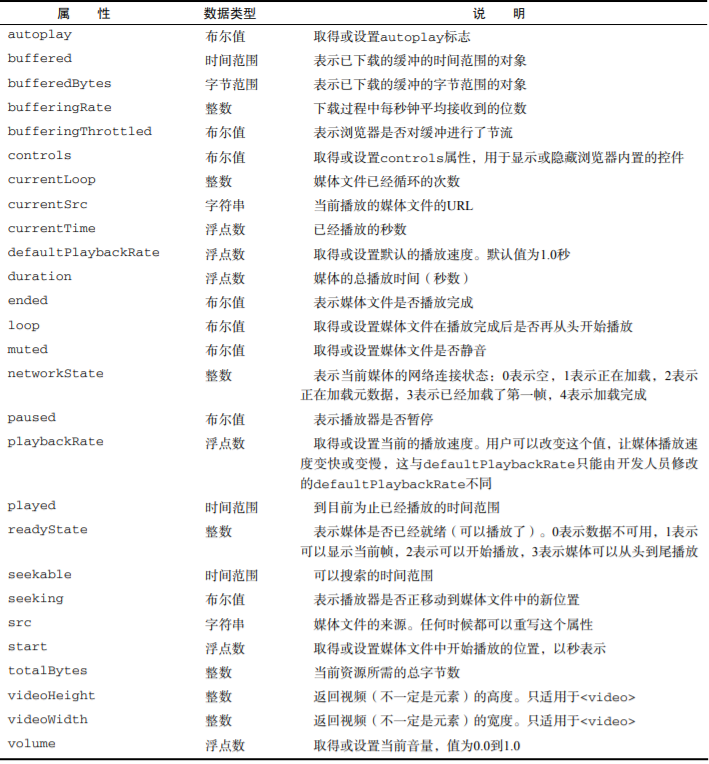 属 性 数据类型 说 明
autoplay 布尔值 取得或设置autoplay标志
buffered 时间范围 表示已下载的缓冲的时间范围的对象
bufferedBytes 字节范围 表示已下载的缓冲的字节范围的对象
bufferingRate 整数 下载过程中每秒钟平均接收到的位数
bufferingThrottled 布尔值 表示浏览器是否对缓冲进行了节流
controls 布尔值 取得或设置controls属性，用于显示或隐藏浏览器内置的控件
currentLoop 整数 媒体文件已经循环的次数
currentSrc 字符串 当前播放的媒体文件的URL
currentTime 浮点数 已经播放的秒数
defaultPlaybackRate 浮点数 取得或设置默认的播放速度。默认值为1.0秒
duration 浮点数 媒体的总播放时间（秒数）
ended 布尔值 表示媒体文件是否播放完成
loop 布尔值 取得或设置媒体文件在播放完成后是否再从头开始播放
muted 布尔值 取得或设置媒体文件是否静音
networkState 整数 表示当前媒体的网络连接状态：0表示空，1表示正在加载，2表示
正在加载元数据，3表示已经加载了第一帧，4表示加载完成
paused 布尔值 表示播放器是否暂停
playbackRate 浮点数 取得或设置当前的播放速度。用户可以改变这个值，让媒体播放速
度变快或变慢，这与defaultPlaybackRate只能由开发人员修改
的defaultPlaybackRate不同
played 时间范围 到目前为止已经播放的时间范围
readyState 整数 表示媒体是否已经就绪（可以播放了）。0表示数据不可用，1表示
可以显示当前帧，2表示可以开始播放，3表示媒体可以从头到尾播放
seekable 时间范围 可以搜索的时间范围
seeking 布尔值 表示播放器是否正移动到媒体文件中的新位置
src 字符串 媒体文件的来源。任何时候都可以重写这个属性
start 浮点数 取得或设置媒体文件中开始播放的位置，以秒表示
totalBytes 整数 当前资源所需的总字节数
videoHeight 整数 返回视频（不一定是元素）的高度。只适用于<video>
videoWidth 整数 返回视频（不一定是元素）的宽度。只适用于<video>
volume 浮点数 取得或设置当前音量，值为0.0到1.0